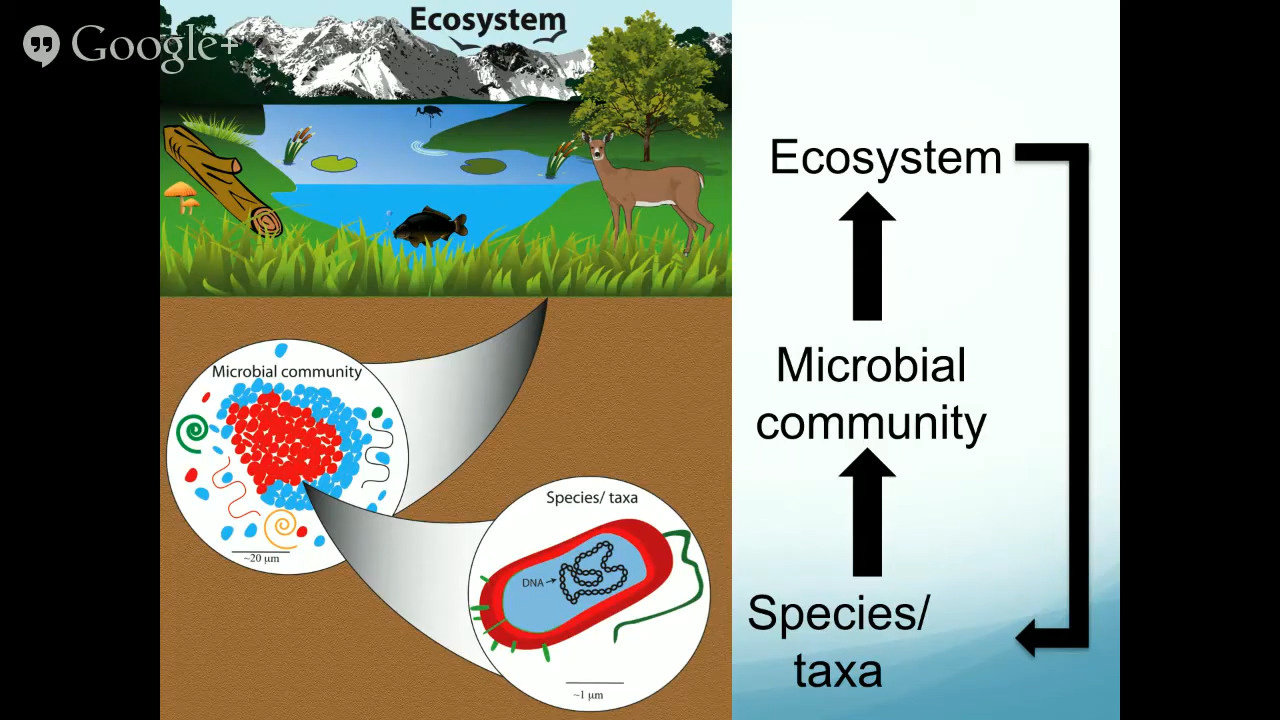 Google+
Ecosystem
Microbial community
~20 μm
Species/ taxa
DNA
~1 μm
Ecosystem
Microbial
community
Species/
taxa